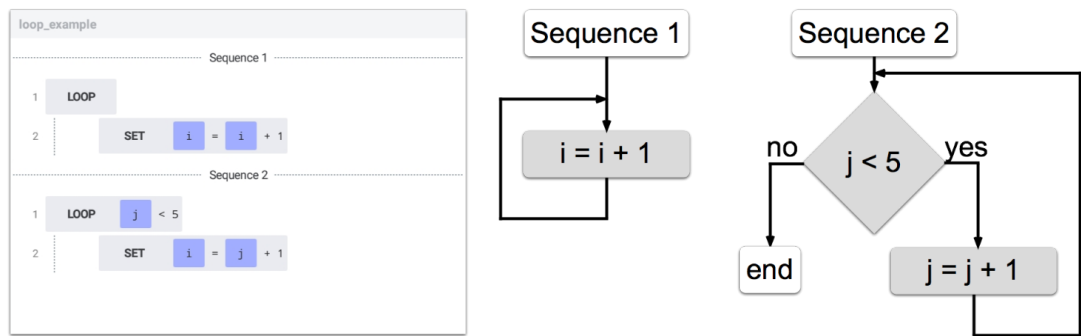 loop_example
Sequence 1
1 LOOP
2 SET i = i + 1
Sequence 2
1 LOOP j < 5
2 SET i = j + 1
Sequence 1
i = i + 1
Sequence 2
j < 5
no
yes
end
j = j + 1